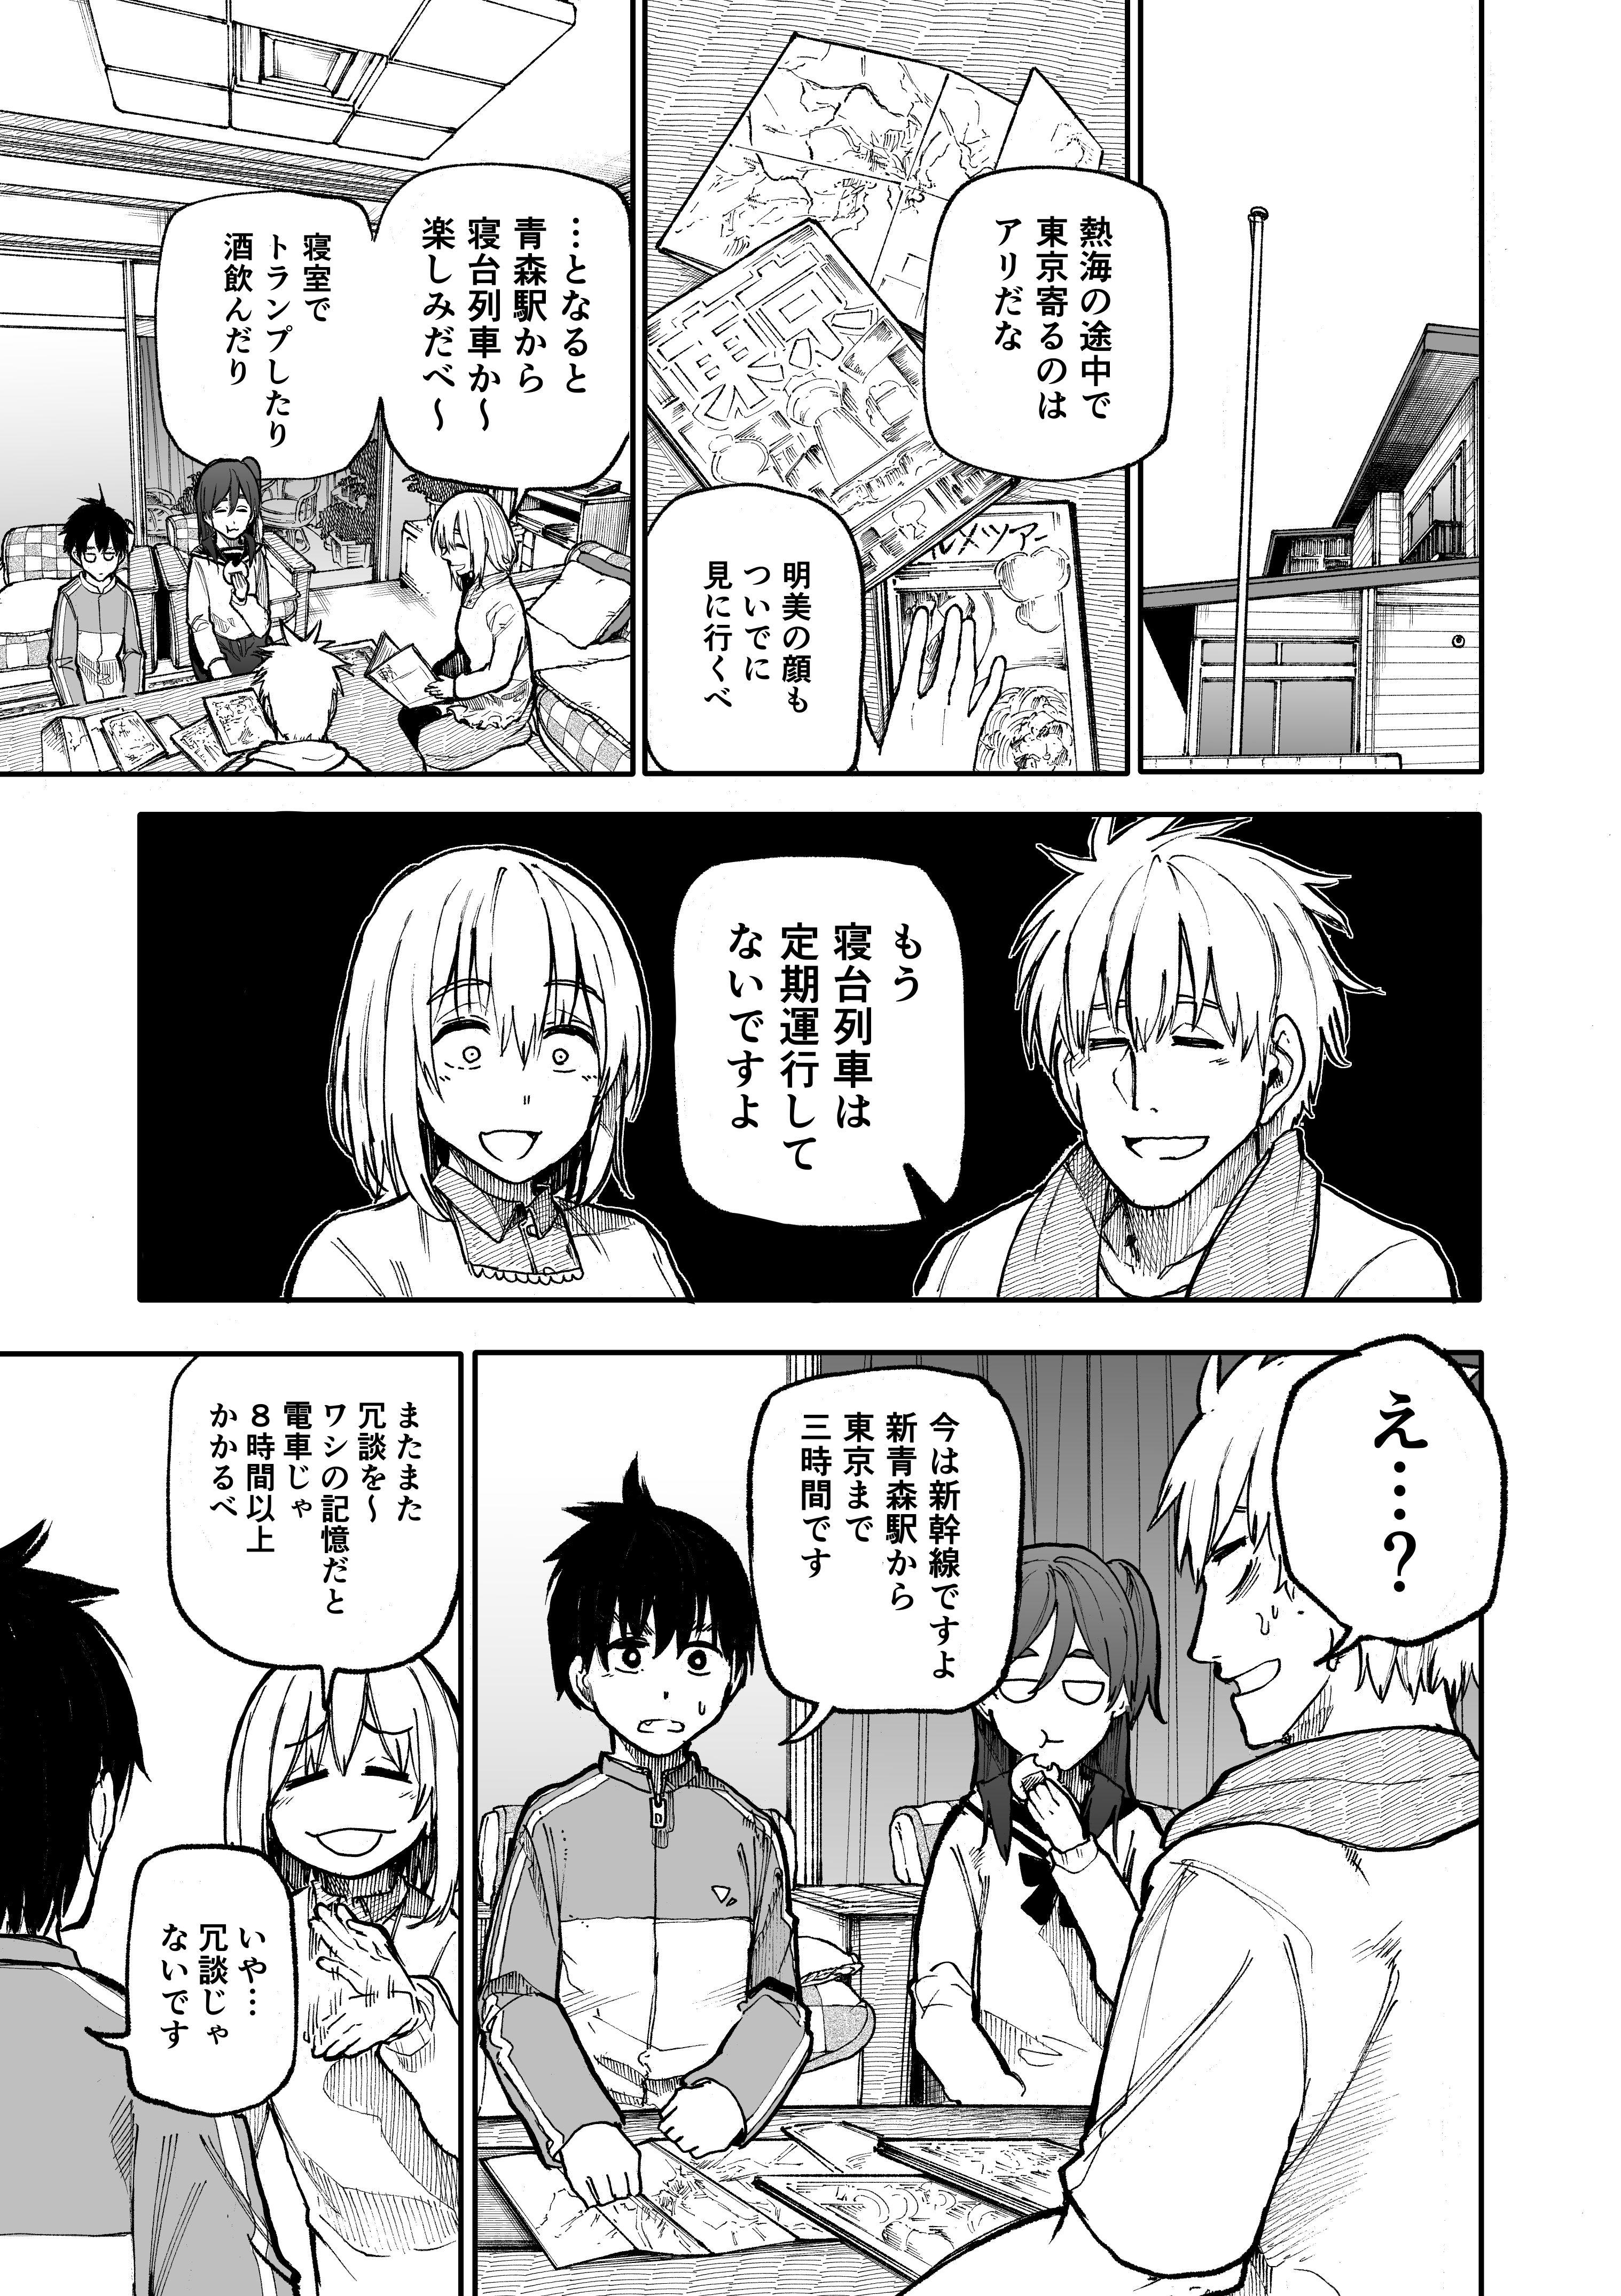 熱海の途中で
東京寄るのは
アリだな
東京
ルメツアー
明美の顔も
ついでに
見に行くべ
…となると
青森駅から
寝台列車か～
楽しみだべ～
寝室で
トランプしたり
酒飲んだり
もう
寝台列車は
定期運行して
ないですよ
え……?
今は新幹線ですよ
新青森駅から
東京まで
三時間です
またまた
冗談を～
ワシの記憶だと
電車じゃ
8時間以上
かかるべ
いや…
冗談じゃ
ないです